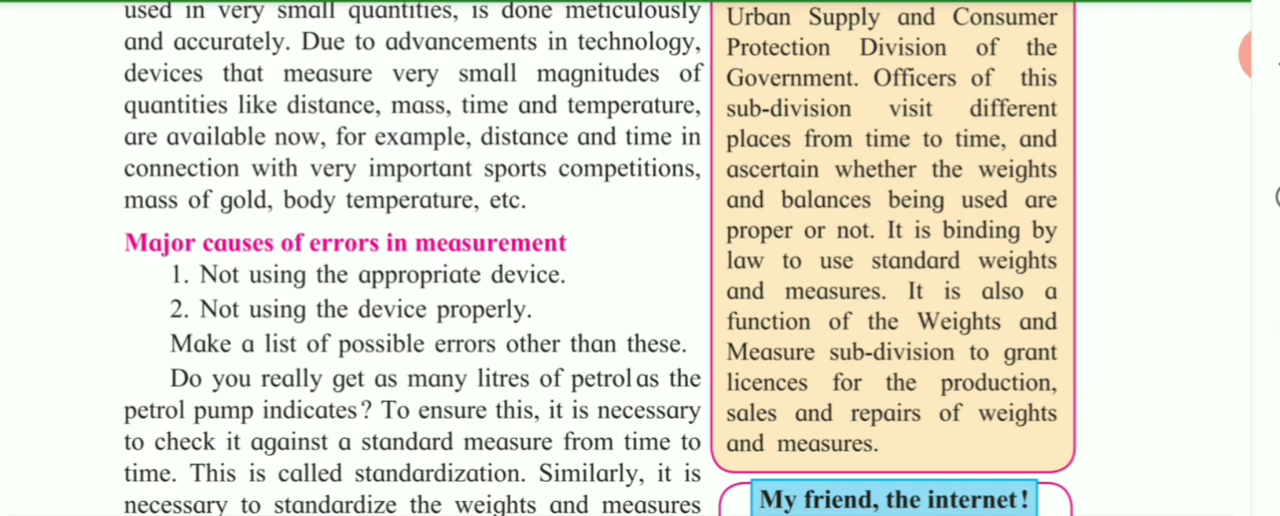 used in very small quantities, is done meticulously
and accurately. Due to advancements in technology,
devices that measure very small magnitudes of
quantities like distance, mass, time and temperature,
are available now, for example, distance and time in
connection with very important sports competitions,
mass of gold, body temperature, etc.
Major causes of errors in measurement
1. Not using the appropriate device.
2. Not using the device properly.
Make a list of possible errors other than these.
Do you really get as many litres of petrol as the
petrol pump indicates? To ensure this, it is necessary
to check it against a standard measure from time to
time. This is called standardization. Similarly, it is
necessary to standardize the weights and measures
Urban Supply and Consumer
Protection Division of the
Government. Officers of this
sub-division visit different
places from time to time, and
ascertain whether the weights
and balances being used are
proper or not. It is binding by
law to use standard weights
and measures. It is also a
function of the Weights and
Measure sub-division to grant
licences for the production,
sales and repairs of weights
and measures.
My friend, the internet!